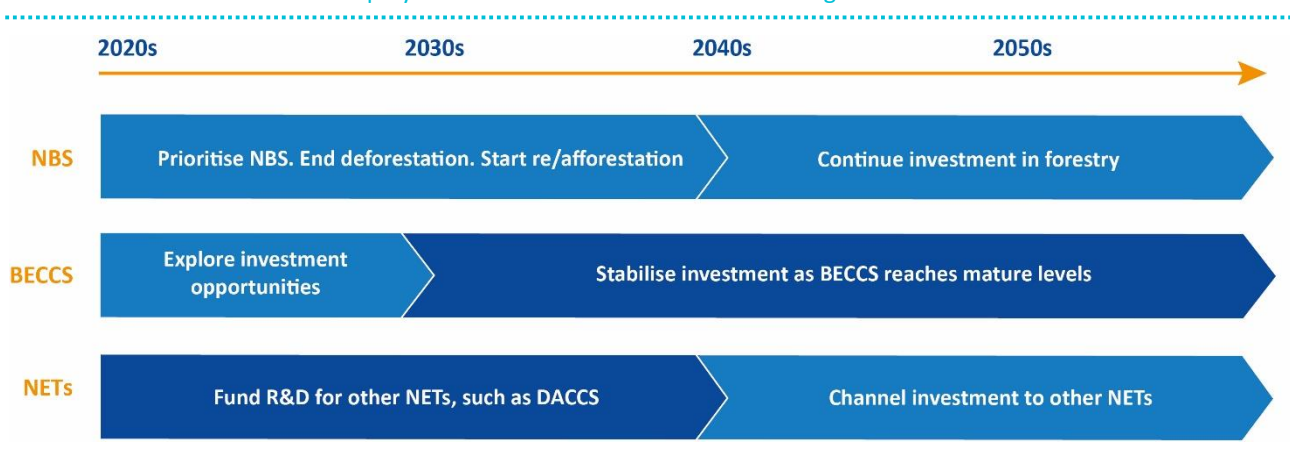 2020s 2030s 2040s 2050s
NBS Prioritise NBS. End deforestation. Start re/afforestation Continue investment in forestry
BECCS Explore investment
opportunities Stabilise investment as BECCS reaches mature levels
NETs Fund R&D for other NETs, such as DACCS Channel investment to other NETs